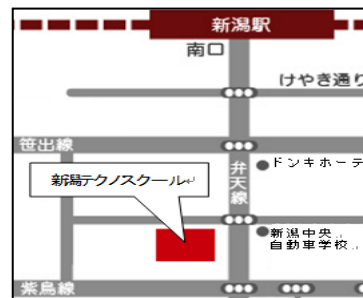 新潟駅
南口
けやき通り
笹出線
弁天線
ドンキホーテ
新潟テクノスクール↵
新潟中央
自動車学校
紫鳥線